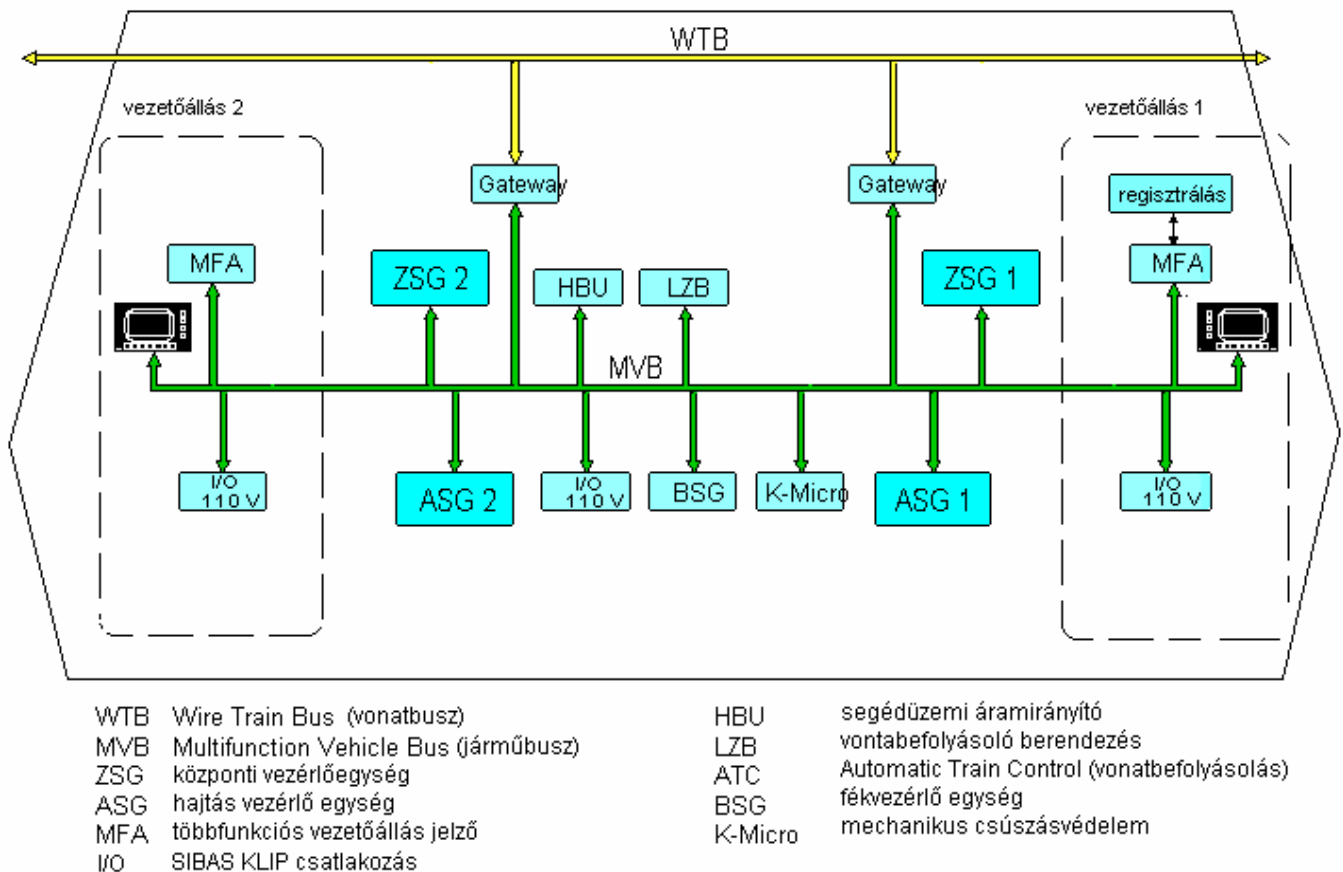 WTB
vezetőállás 2
vezetőállás 1
Gateway
Gateway
regisztrálás
MFA
ZSG 2
HBU
LZB
ZSG 1
MFA
MVB
I/O
110 V
ASG 2
I/O
110 V
BSG
K-Micro
ASG 1
I/O
110 V
WTB Wire Train Bus (vonatbusz)
MVB Multifunction Vehicle Bus (járműbusz)
ZSG központi vezérlőegység
ASG hajtás vezérlő egység
MFA többfunkciós vezetőállás jelző
I/O SIBAS KLIP csatlakozás
HBU segédüzemi áramirányító
LZB vontabefolyásoló berendezés
ATC Automatic Train Control (vonatbefolyásolás)
BSG fékvezérlő egység
K-Micro mechanikus csúszásvédelem